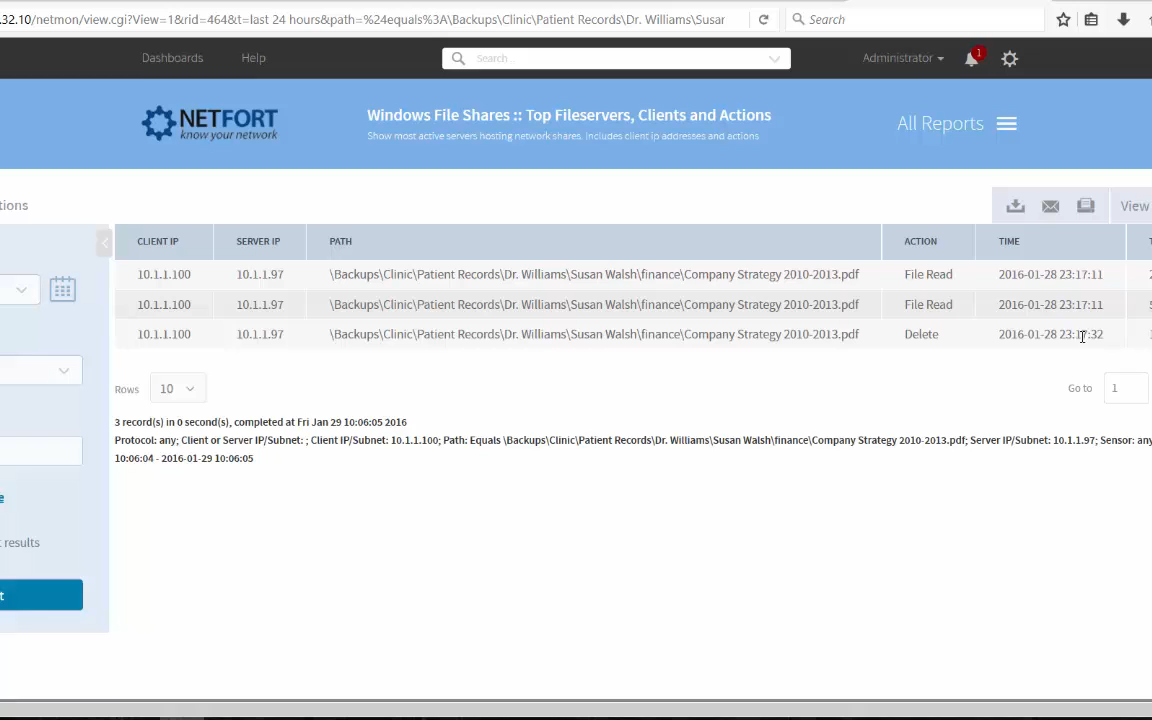 .32.10/netmon/view.cgi?View=1&rid=464&t=last 24 hours&path=%24equals%3A\Backups\Clinic\Patient Records\Dr. Williams\Susar
Search
Dashboards Help Search... Administrator 1
NETFORT
know your network
Windows File Shares :: Top Fileservers, Clients and Actions
Show most active servers hosting network shares. Includes client ip addresses and actions
All Reports
tions
View
CLIENT IP SERVER IP PATH ACTION TIME T
10.1.1.100 10.1.1.97 \Backups\Clinic\Patient Records\Dr. Williams\Susan Walsh\finance\Company Strategy 2010-2013.pdf File Read 2016-01-28 23:17:11
10.1.1.100 10.1.1.97 \Backups\Clinic\Patient Records\Dr. Williams\Susan Walsh\finance\Company Strategy 2010-2013.pdf File Read 2016-01-28 23:17:11
10.1.1.100 10.1.1.97 \Backups\Clinic\Patient Records\Dr. Williams\Susan Walsh\finance\Company Strategy 2010-2013.pdf Delete 2016-01-28 23:17:32
Rows 10 Go to 1
3 record(s) in 0 second(s), completed at Fri Jan 29 10:06:05 2016
Protocol: any; Client or Server IP/Subnet: ; Client IP/Subnet: 10.1.1.100; Path: Equals \Backups\Clinic\Patient Records\Dr. Williams\Susan Walsh\finance\Company Strategy 2010-2013.pdf; Server IP/Subnet: 10.1.1.97; Sensor: any
10:06:04 - 2016-01-29 10:06:05
e
t results
t